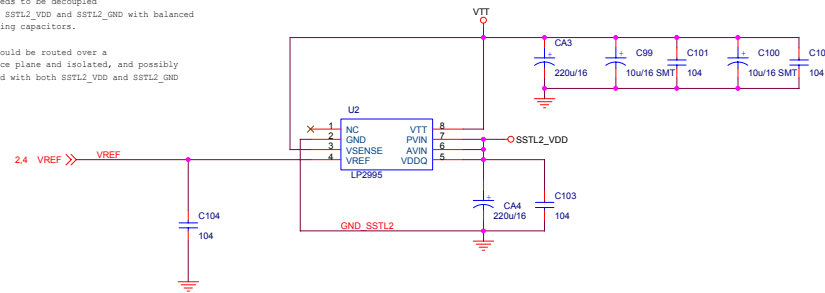 eds to be decoupled
SSTL2_VDD and SSTL2_GND with balanced
ing capacitors.
ould be routed over a
ce plane and isolated, and possibly
d with both SSTL2_VDD and SSTL2_GND
VTT
CA3
220u/16
C99
10u/16 SMT
C101
104
C100
10u/16 SMT
C10
104
U2
1 NC VTT 8
2 GND PVIN 7
3 VSENSE AVIN 6
4 VREF VDDQ 5
LP2995
SSTL2_VDD
2,4 VREF
VREF
C104
104
GND_SSTL2
CA4
220u/16
C103
104